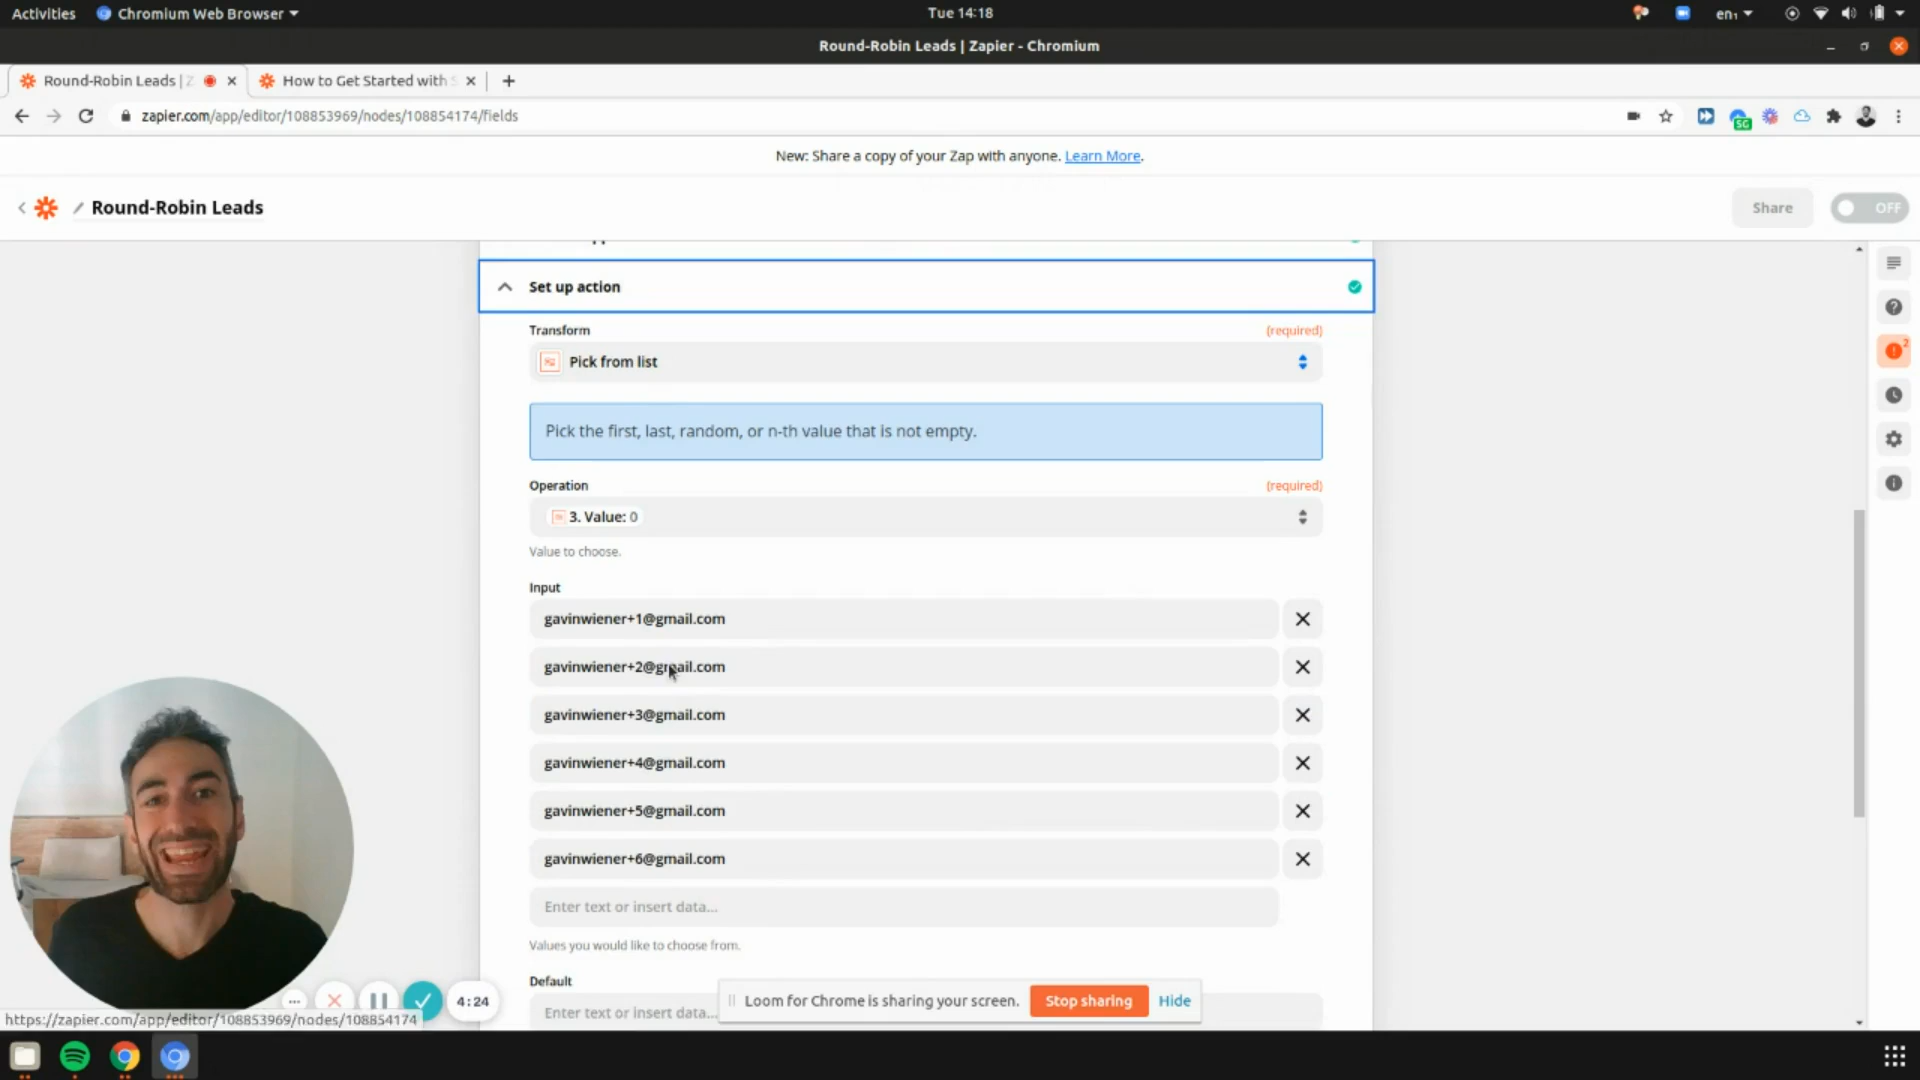 Activities
Chromium Web Browser
Tue 14:18
en₁
Round-Robin Leads | Zapier - Chromium
Round-Robin Leads | Z
How to Get Started with S
zapier.com/app/editor/108853969/nodes/108854174/fields
SG
New: Share a copy of your Zap with anyone. Learn More.
Round-Robin Leads
Share
OFF
Set up action
2
Transform
(required)
Pick from list
Pick the first, last, random, or n-th value that is not empty.
Operation
(required)
3. Value: 0
Value to choose.
Input
gavinwiener+1@gmail.com
gavinwiener+2@gmail.com
gavinwiener+3@gmail.com
gavinwiener+4@gmail.com
gavinwiener+5@gmail.com
gavinwiener+6@gmail.com
Enter text or insert data...
Values you would like to choose from.
Default
Enter text or insert data...
4:24
Loom for Chrome is sharing your screen.
Stop sharing
Hide
https://zapier.com/app/editor/108853969/nodes/108854174